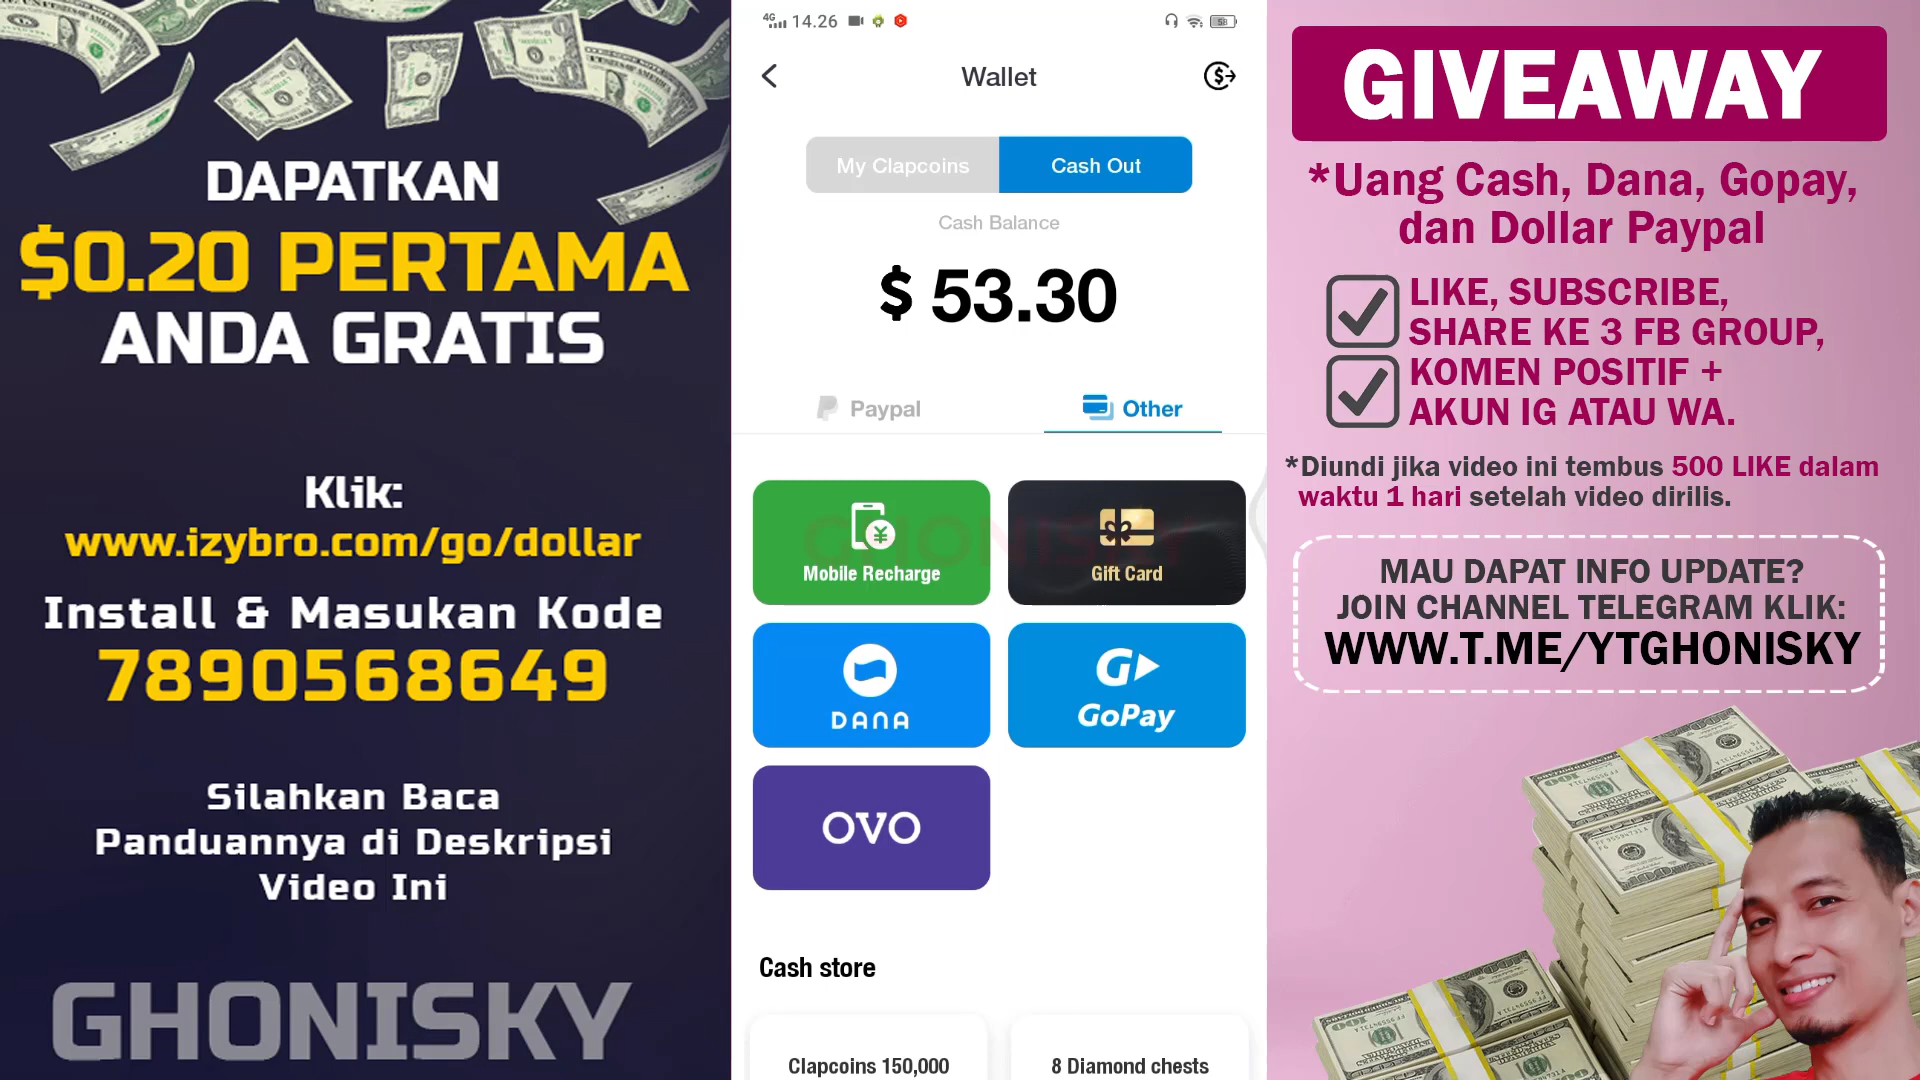 DAPATKAN
$0.20 PERTAMA
ANDA GRATIS
Klik:
www.izybro.com/go/dollar
Install & Masukan Kode
7890568649
Silahkan Baca
Panduannya di Deskripsi
Video Ini
GHONISKY
4G 14.26
58
Wallet
My Clapcoins
Cash Out
Cash Balance
$ 53.30
Paypal
Other
GHONISKY
Mobile Recharge
Gift Card
DANA
GoPay
OVO
Cash store
Clapcoins 150,000
8 Diamond chests
GIVEAWAY
*Uang Cash, Dana, Gopay,
dan Dollar Paypal
LIKE, SUBSCRIBE,
SHARE KE 3 FB GROUP,
KOMEN POSITIF +
AKUN IG ATAU WA.
*Diundi jika video ini tembus 500 LIKE dalam
waktu 1 hari setelah video dirilis.
MAU DAPAT INFO UPDATE?
JOIN CHANNEL TELEGRAM KLIK:
WWW.T.ME/YTGHONISKY